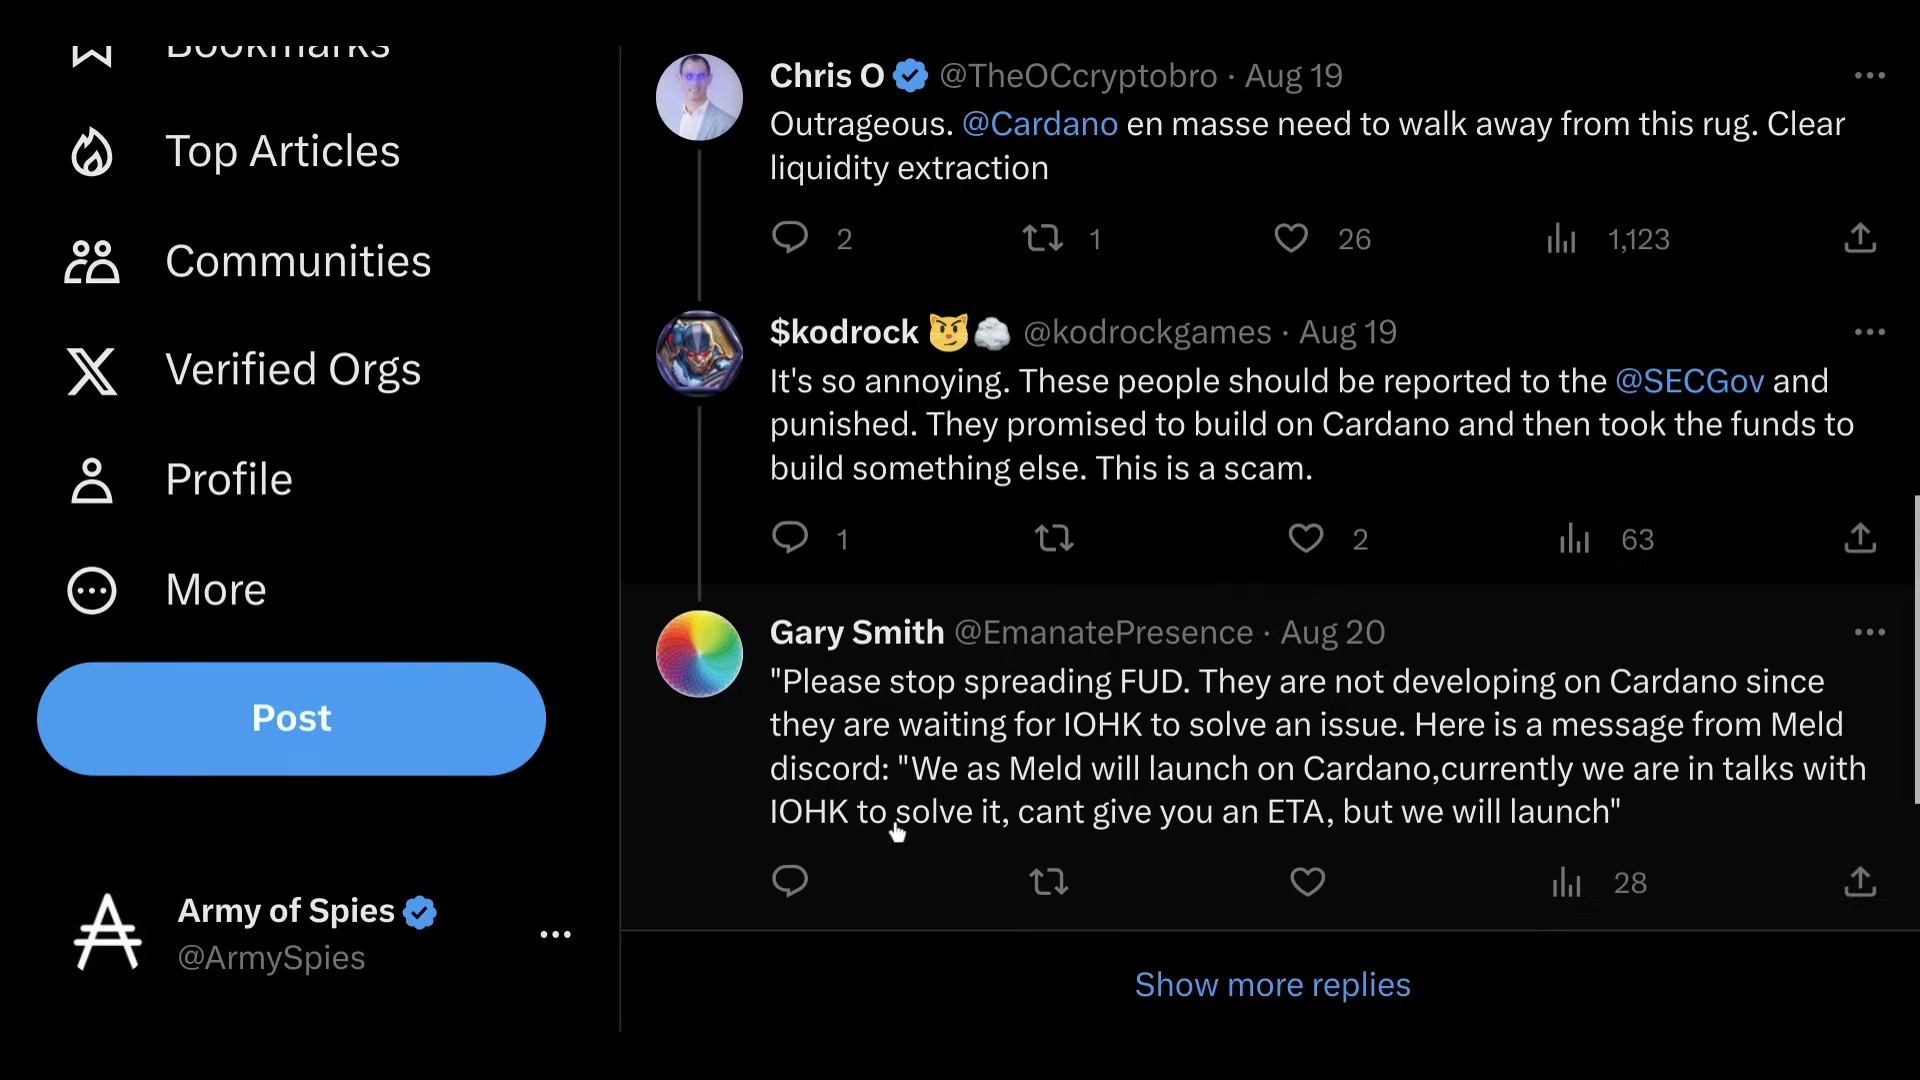 Bookmarks
Top Articles
Communities
Verified Orgs
Profile
More
Post
Army of Spies
@ArmySpies
Chris O @TheOCcryptobro · Aug 19
Outrageous. @Cardano en masse need to walk away from this rug. Clear
liquidity extraction
2 1 26 1,123
$kodrock @kodrockgames · Aug 19
It's so annoying. These people should be reported to the @SECGov and
punished. They promised to build on Cardano and then took the funds to
build something else. This is a scam.
1 2 63
Gary Smith @EmanatePresence · Aug 20
"Please stop spreading FUD. They are not developing on Cardano since
they are waiting for IOHK to solve an issue. Here is a message from Meld
discord: "We as Meld will launch on Cardano,currently we are in talks with
IOHK to solve it, cant give you an ETA, but we will launch"
28
Show more replies